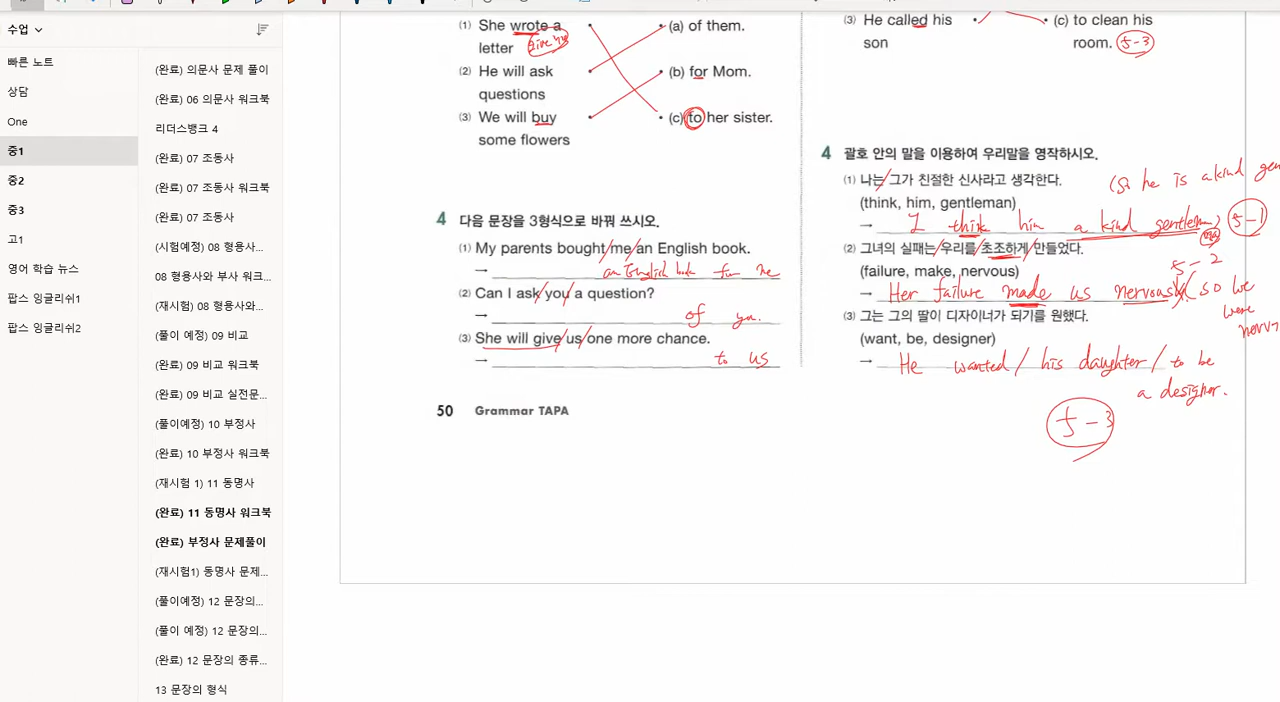 수업
빠른 노트
상담
One
중1
중2
중3
고1
영어 학습 뉴스
팝스 잉글리쉬1
팝스 잉글리쉬2
(완료) 의문사 문제 풀이
(완료) 06 의문사 워크북
리더스뱅크 4
(완료) 07 조동사
(완료) 07 조동사 워크북
(완료) 07 조동사
(시험예정) 08 형용사...
08 형용사와 부사 워크...
(재시험) 08 형용사와...
(풀이 예정) 09 비교
(완료) 09 비교 워크북
(완료) 09 비교 실전문...
(풀이예정) 10 부정사
(완료) 10 부정사 워크북
(재시험 1) 11 동명사
(완료) 11 동명사 워크북
(완료) 부정사 문제풀이
(재시험1) 동명사 문제...
(풀이예정) 12 문장의...
(풀이 예정) 12 문장의...
(완료) 12 문장의 종류...
13 문장의 형식
(1) She wrote a letter
(2) He will ask questions
(3) We will buy some flowers
(a) of them.
(b) for Mom.
(c) to her sister.
4 다음 문장을 3형식으로 바꿔 쓰시오.
(1) My parents bought/me/an English book.
→ an English book for me
(2) Can I ask/you/a question?
→ of you.
(3) She will give/us/one more chance.
→ to us
50 Grammar TAPA
(3) He called his son
(c) to clean his room. 5-3
4 괄호 안의 말을 이용하여 우리말을 영작하시오.
(1) 나는/그가 친절한 신사라고 생각한다.
(think, him, gentleman)
(So he is a kind gen
→ I think him a kind gentleman 5-1
(2) 그녀의 실패는/우리를/초조하게/만들었다.
(failure, make, nervous)
5-2
→ Her failure made us nervous (so we were nervo
(3) 그는 그의 딸이 디자이너가 되기를 원했다.
(want, be, designer)
→ He wanted/his daughter/to be
a designer.
5-3